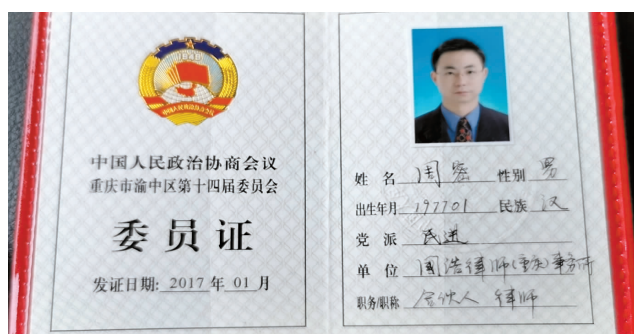 中国人民政治协商会议
重庆市渝中区第十四届委员会
委员证
发证日期: 2017 年 01 月
姓名 周 性别 男
出生年月 197701 民族 汉
党派 民进
单位 国浩律师(重庆)事务所
职务/职称 合伙人 律师